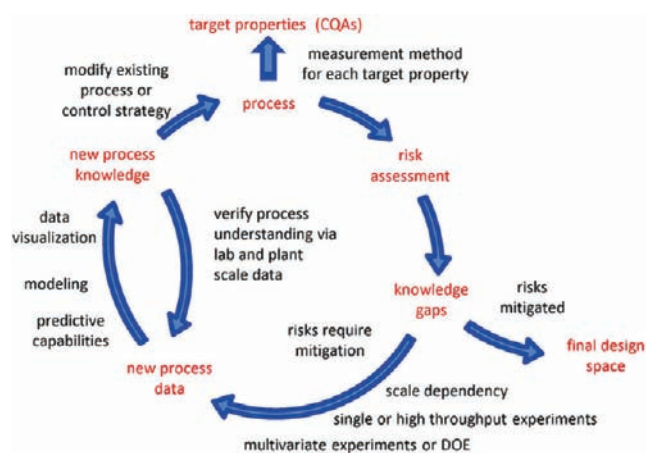 target properties (CQAs)
measurement method
for each target property
modify existing
process or
control strategy
process
new process
knowledge
risk
assessment
data
visualization
verify process
understanding via
lab and plant
scale data
modeling
knowledge
gaps
risks
mitigated
predictive
capabilities
risks require
mitigation
final design
space
new process
data
scale dependency
single or high throughput experiments
multivariate experiments or DOE